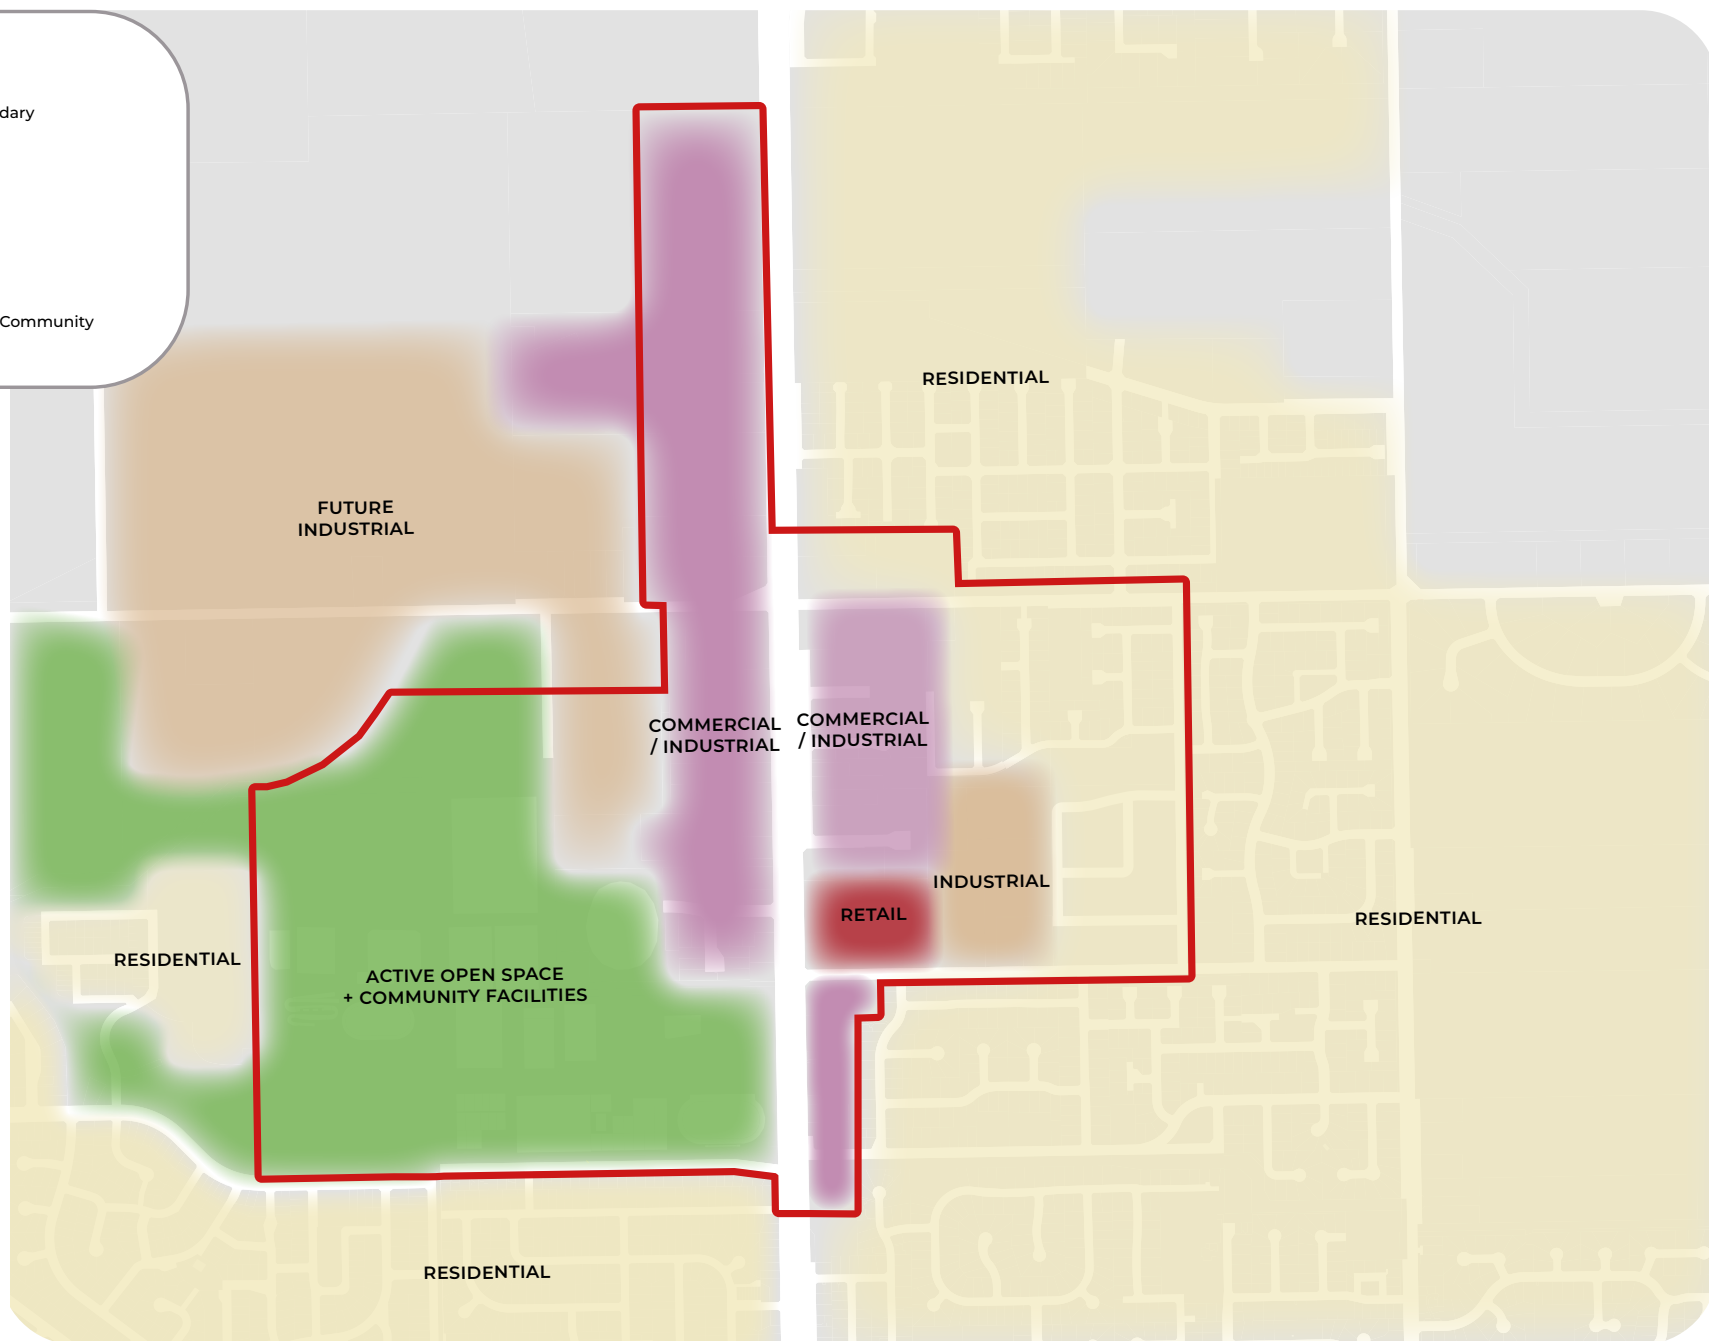 dary
Community
RESIDENTIAL
FUTURE
INDUSTRIAL
COMMERCIAL
/ INDUSTRIAL
COMMERCIAL
/ INDUSTRIAL
INDUSTRIAL
RETAIL
RESIDENTIAL
RESIDENTIAL
ACTIVE OPEN SPACE
+ COMMUNITY FACILITIES
RESIDENTIAL